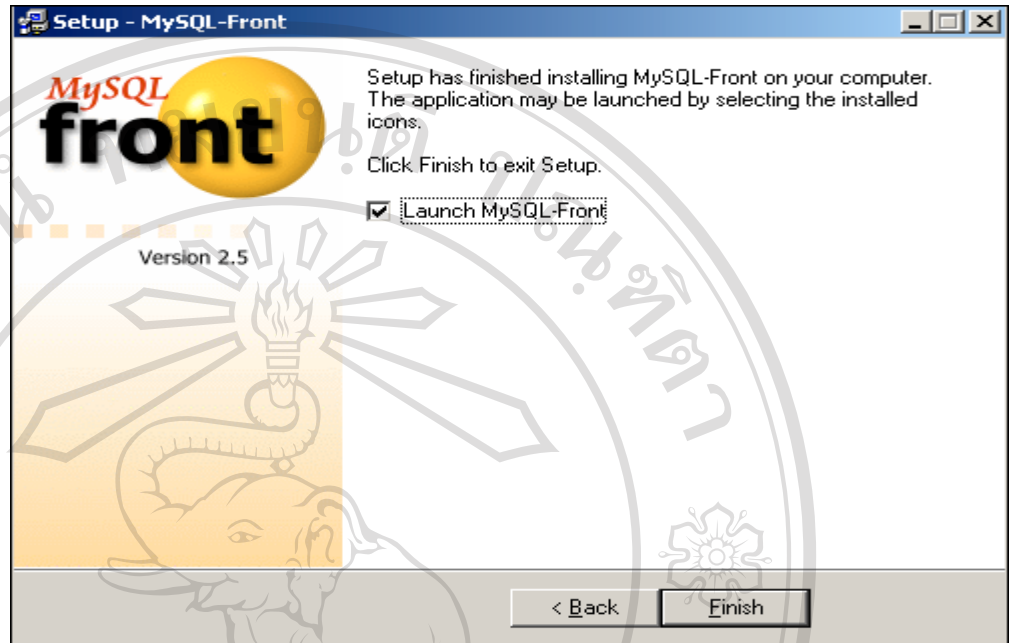 Setup - MySQL-Front
MySQL
front
Version 2.5
Setup has finished installing MySQL-Front on your computer.
The application may be launched by selecting the installed
icons.
Click Finish to exit Setup.
Launch MySQL-Front
< Back
Finish